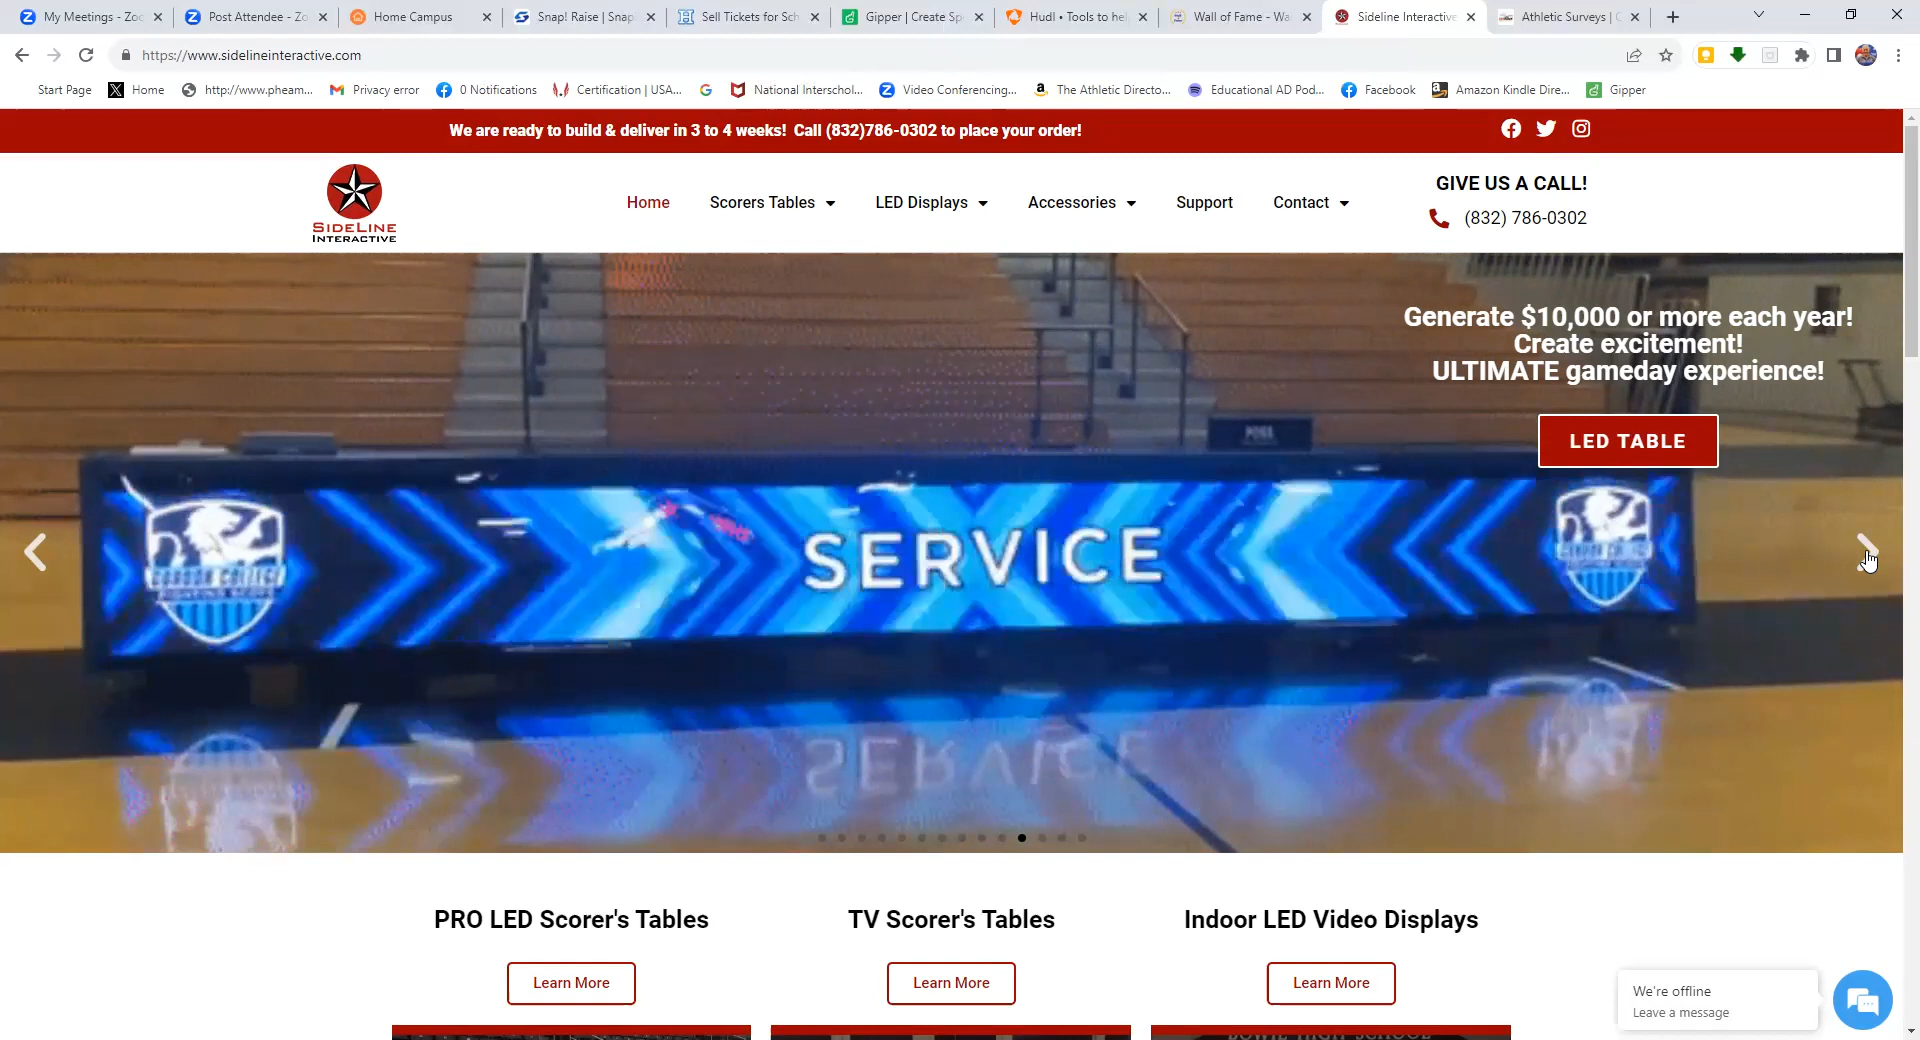 My Meetings - Zoo
Post Attendee - Zo
Home Campus
Snap! Raise | Snap
Sell Tickets for Sch
Gipper | Create Sp
Hudl • Tools to hel
Wall of Fame - Wa
Sideline Interactive
Athletic Surveys |
https://www.sidelineinteractive.com
Start Page
Home
http://www.pheam...
Privacy error
0 Notifications
Certification | USA...
National Interschol...
Video Conferencing...
The Athletic Directo...
Educational AD Pod...
Facebook
Amazon Kindle Dire...
Gipper
We are ready to build & deliver in 3 to 4 weeks! Call (832)786-0302 to place your order!
SIDELINE
INTERACTIVE
Home
Scorers Tables
LED Displays
Accessories
Support
Contact
GIVE US A CALL!
(832) 786-0302
Generate $10,000 or more each year!
Create excitement!
ULTIMATE gameday experience!
LED TABLE
SERVICE
PRO LED Scorer's Tables
TV Scorer's Tables
Indoor LED Video Displays
Learn More
Learn More
Learn More
We're offline
Leave a message